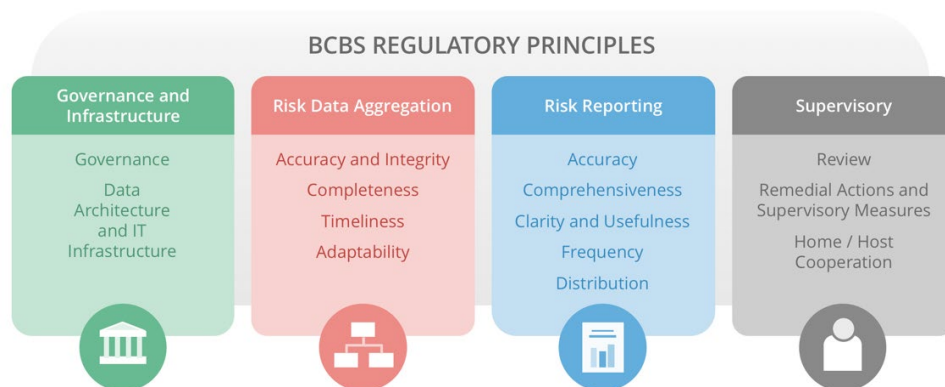 BCBS REGULATORY PRINCIPLES
Governance and
Infrastructure
Governance
Data
Architecture
and IT
Infrastructure
Risk Data Aggregation
Accuracy and Integrity
Completeness
Timeliness
Adaptability
Risk Reporting
Accuracy
Comprehensiveness
Clarity and Usefulness
Frequency
Distribution
Supervisory
Review
Remedial Actions and
Supervisory Measures
Home / Host
Cooperation